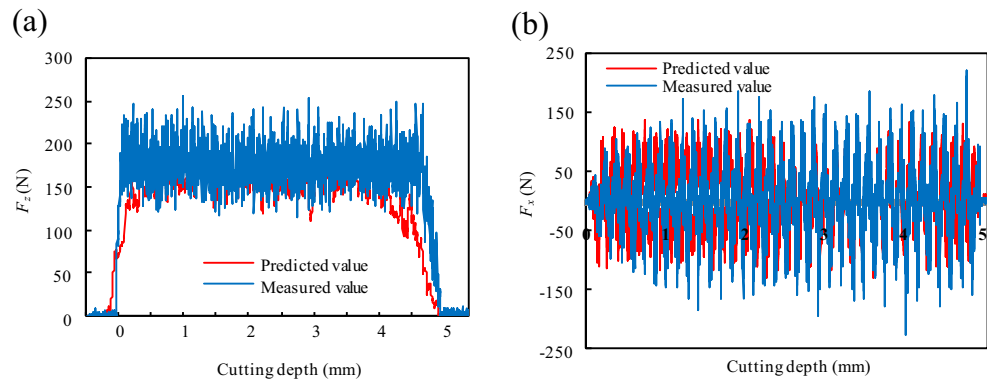 (a)
300
250
200
150
100
50
0
Fz (N)
Predicted value
Measured value
0 1 2 3 4 5
Cutting depth (mm)
(b)
250
150
50
-50
-150
-250
Fx (N)
Predicted value
Measured value
0 1 2 3 4 5
Cutting depth (mm)